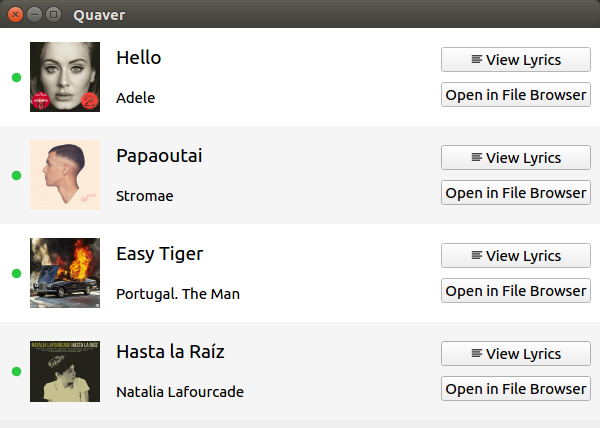 Quaver
Hello
Adele
View Lyrics
Open in File Browser
Papaoutai
Stromae
View Lyrics
Open in File Browser
Easy Tiger
Portugal. The Man
View Lyrics
Open in File Browser
NATALIA LAFOURCADE HASTA LA RAÍZ
Hasta la Raíz
Natalia Lafourcade
View Lyrics
Open in File Browser